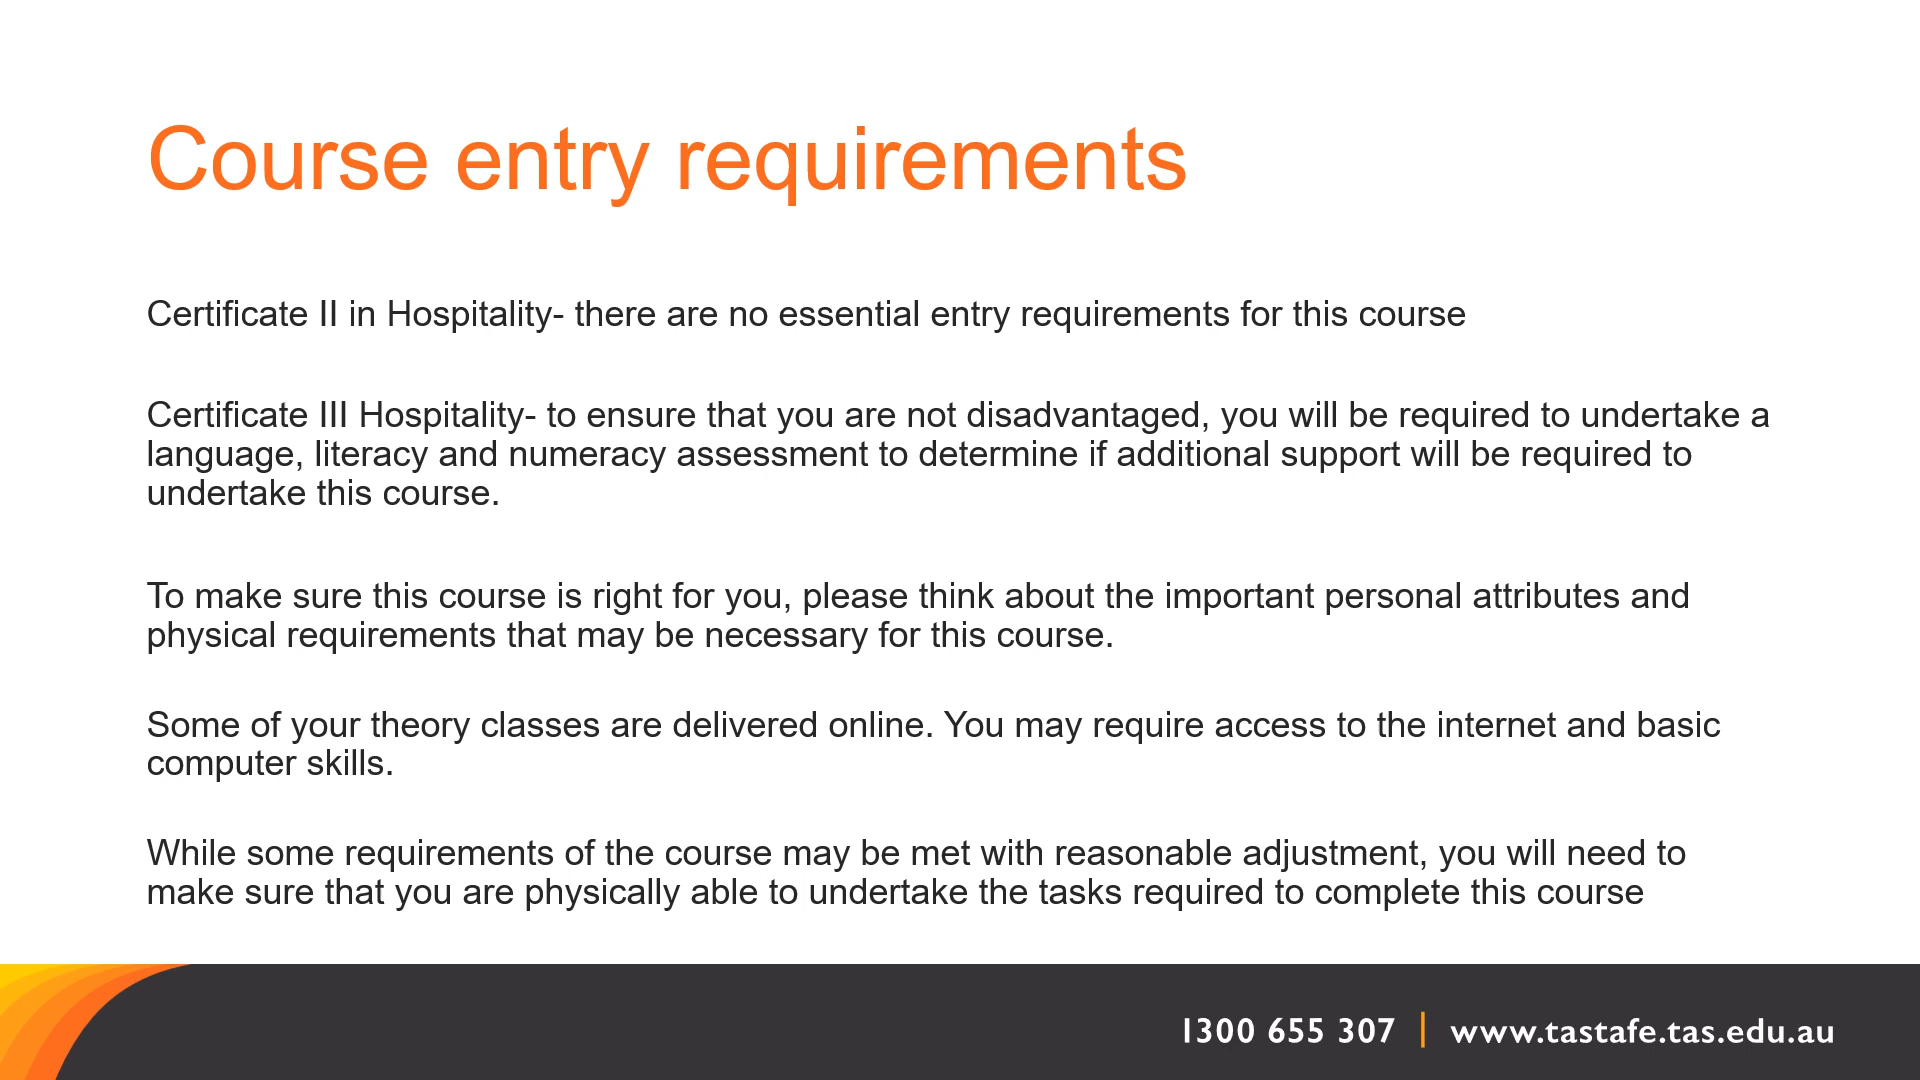 Course entry requirements
Certificate II in Hospitality- there are no essential entry requirements for this course
Certificate III Hospitality- to ensure that you are not disadvantaged, you will be required to undertake a
language, literacy and numeracy assessment to determine if additional support will be required to
undertake this course.
To make sure this course is right for you, please think about the important personal attributes and
physical requirements that may be necessary for this course.
Some of your theory classes are delivered online. You may require access to the internet and basic
computer skills.
While some requirements of the course may be met with reasonable adjustment, you will need to
make sure that you are physically able to undertake the tasks required to complete this course
1300 655 307 | www.tastafe.tas.edu.au